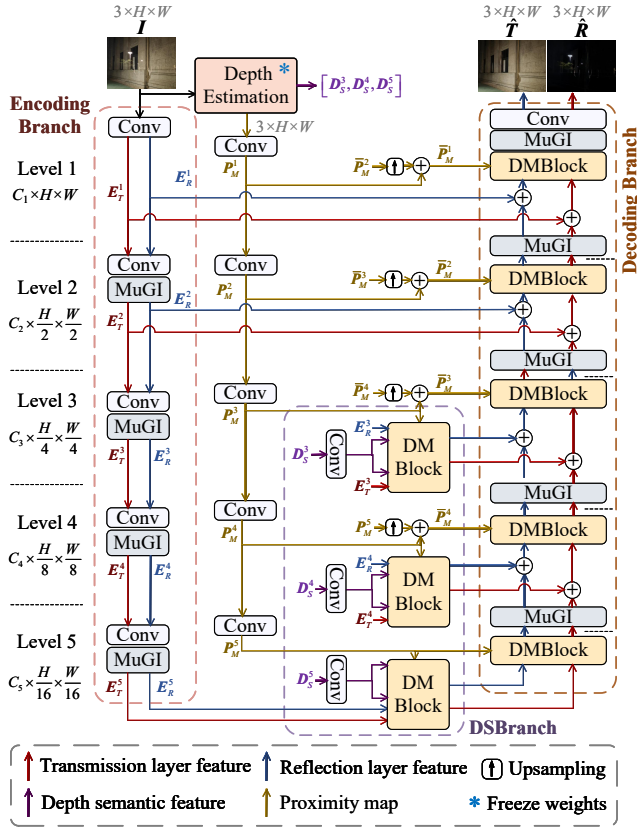 3×H×W
I
3×H×W
T̂
3×H×W
R̂
Depth
Estimation
*
[ D_S^3, D_S^4, D_S^5 ]
Encoding
Branch
Conv
3×H×W
Conv
Conv
MuGI
DMBlock
Decoding Branch
Level 1
C_1×H×W
E_T^1
E_R^1
P_M^1
P̅_M^2
P̅_M^1
MuGI
Conv
MuGI
Conv
DMBlock
Level 2
C_2×H/2×W/2
E_T^2
E_R^2
P_M^2
P̅_M^3
P̅_M^2
MuGI
Conv
MuGI
Conv
DMBlock
Level 3
C_3×H/4×W/4
E_T^3
E_R^3
P_M^3
P̅_M^4
P̅_M^3
D_S^3
Conv
E_R^3
E_T^3
DM
Block
MuGI
Conv
MuGI
Conv
DMBlock
Level 4
C_4×H/8×W/8
E_T^4
E_R^4
P_M^4
P_M^5
P̅_M^4
D_S^4
Conv
E_R^4
E_T^4
DM
Block
MuGI
Conv
MuGI
Conv
DMBlock
Level 5
C_5×H/16×W/16
E_T^5
E_R^5
P_M^5
D_S^5
Conv
DM
Block
DSBranch
Transmission layer feature
Reflection layer feature
Upsampling
Depth semantic feature
Proximity map
* Freeze weights